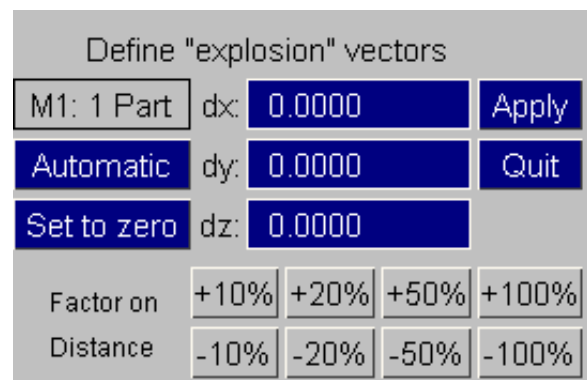 Define "explosion" vectors
M1: 1 Part dx: 0.0000 Apply
Automatic dy: 0.0000 Quit
Set to zero dz: 0.0000
Factor on +10% +20% +50% +100%
Distance -10% -20% -50% -100%